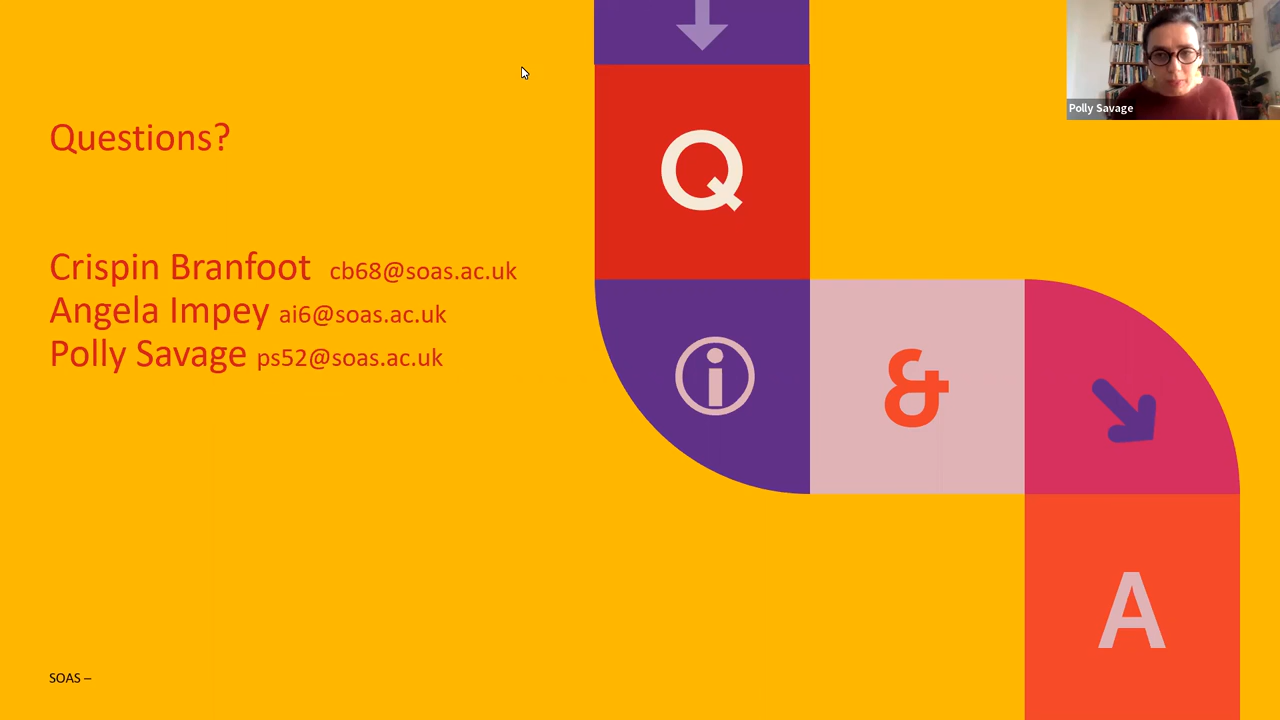 Questions?
Crispin Branfoot cb68@soas.ac.uk
Angela Impey ai6@soas.ac.uk
Polly Savage ps52@soas.ac.uk
SOAS –
Q
i
&
A
Polly Savage